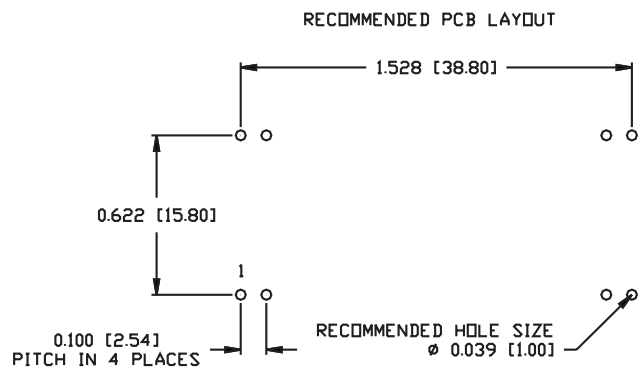 RECOMMENDED PCB LAYOUT
1.528 [38.80]
0.622 [15.80]
1
0.100 [2.54]
PITCH IN 4 PLACES
RECOMMENDED HOLE SIZE
ø 0.039 [1.00]